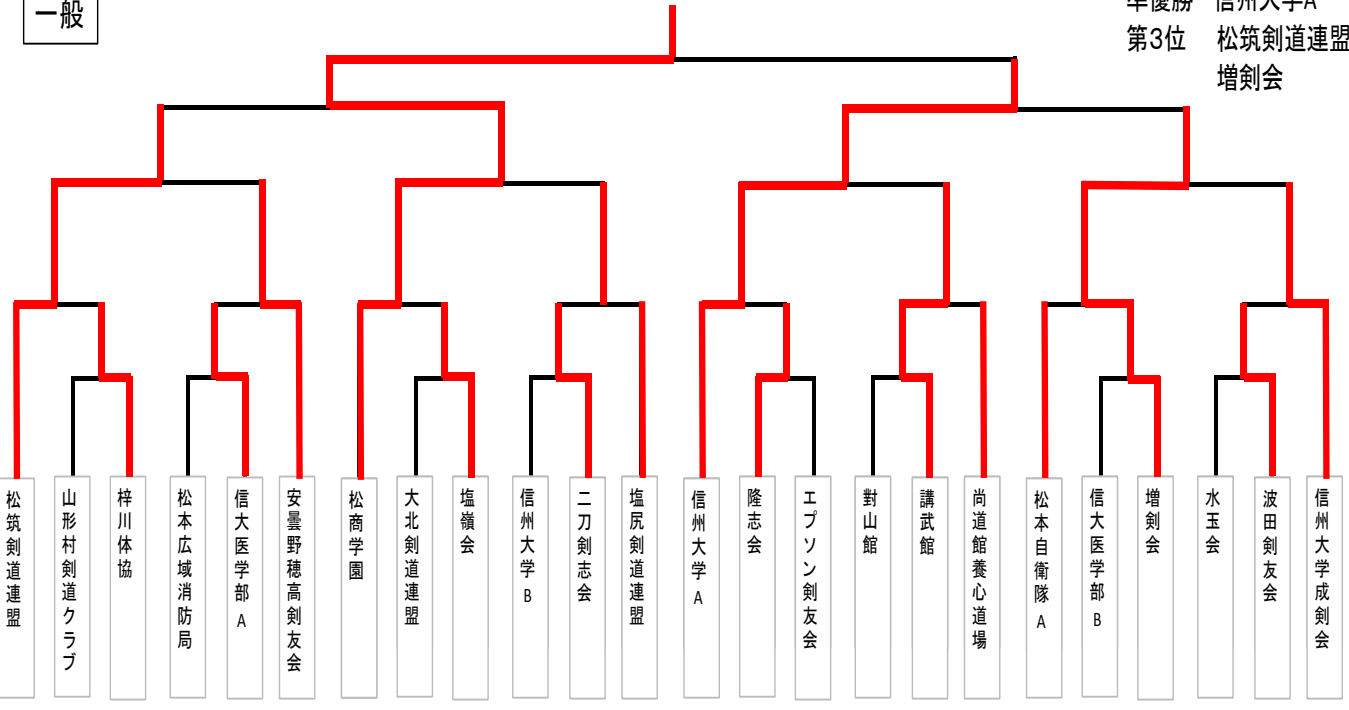 一般
準優勝 信州大学A
第3位 松筑剣道連盟
増剣会
松筑剣道連盟
山形村剣道クラブ
梓川体協
松本広域消防局
信大医学部A
安曇野穂高剣友会
松商学園
大北剣道連盟
塩嶺会
信州大学B
二刀剣志会
塩尻剣道連盟
信州大学A
隆志会
エプソン剣友会
對山館
講武館
尚道館養心道場
松本自衛隊A
信大医学部B
増剣会
水玉会
波田剣友会
信州大学成剣会